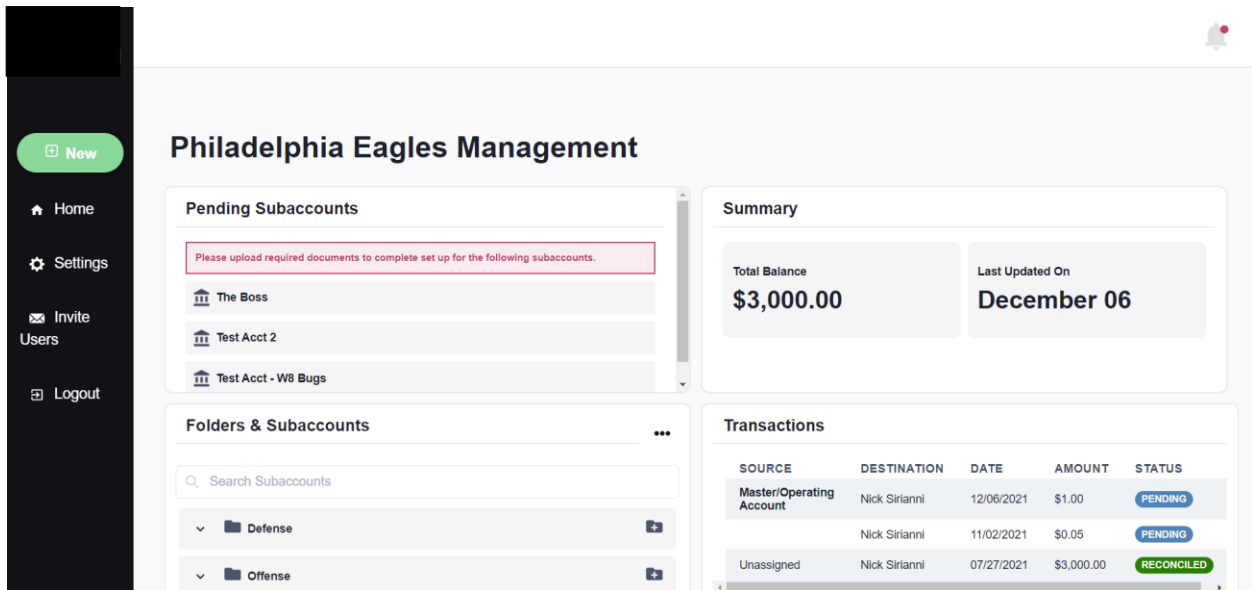 New
Home
Settings
Invite
Users
Logout
Philadelphia Eagles Management
Pending Subaccounts
Please upload required documents to complete set up for the following subaccounts.
The Boss
Test Acct 2
Test Acct - W8 Bugs
Summary
Total Balance
$3,000.00
Last Updated On
December 06
Folders & Subaccounts
Search Subaccounts
Defense
Offense
Transactions
SOURCE DESTINATION DATE AMOUNT STATUS
Master/Operating
Account Nick Sirianni 12/06/2021 $1.00 PENDING
Nick Sirianni 11/02/2021 $0.05 PENDING
Unassigned Nick Sirianni 07/27/2021 $3,000.00 RECONCILED